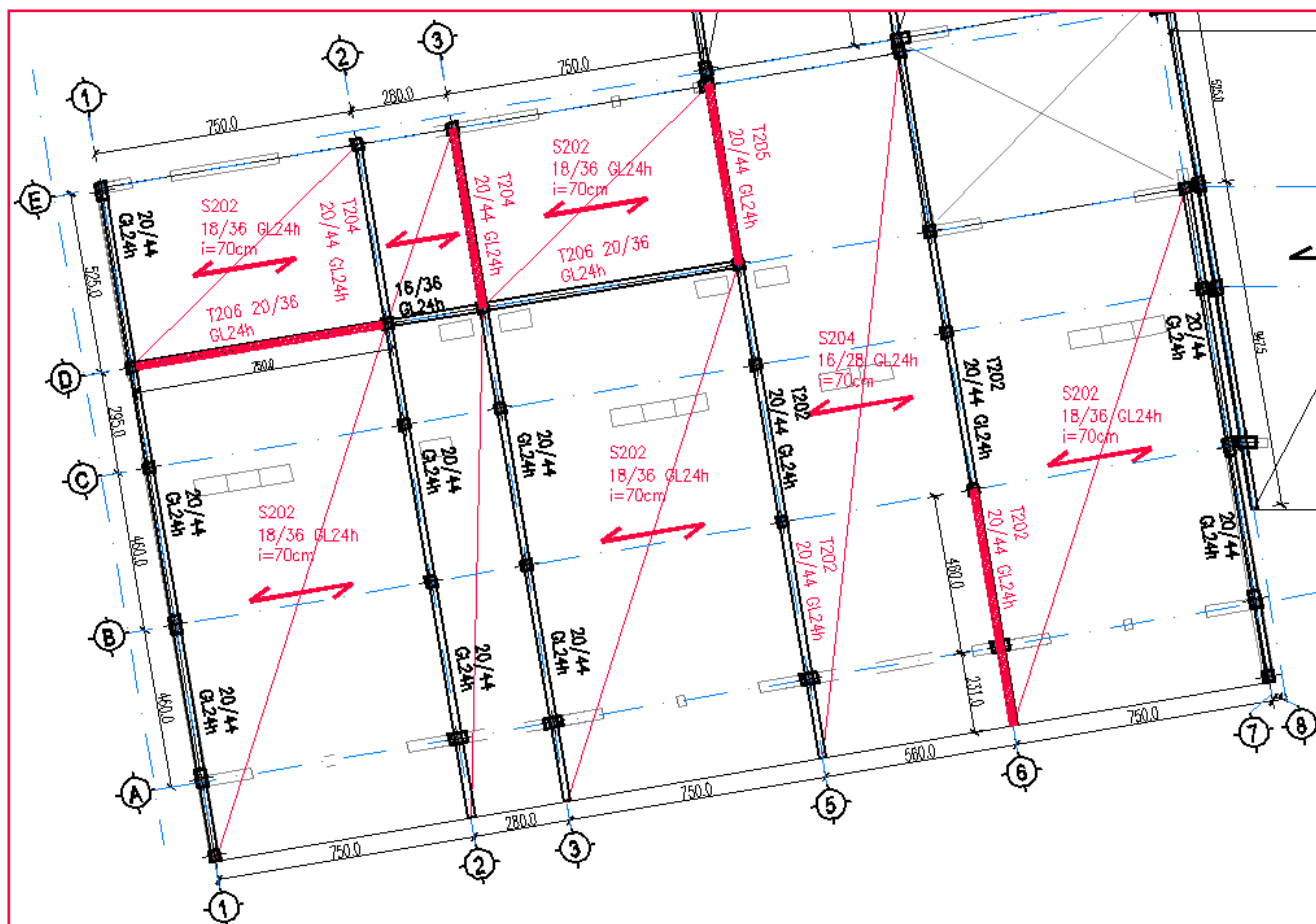 3
2
1
750.0
280.0
750.0
E
525.0
D
295.0
C
460.0
B
460.0
A
20/44
GL24h
S202
18/36 GL24h
i=70cm
T204
20/44 GL24h
T204
20/44 GL24h
S202
18/36 GL24h
i=70cm
T205
20/44 GL24h
T206 20/36
GL24h
16/36
GL24h
T206 20/36
GL24h
750.0
525.0
947.5
S204
16/28 GL24h
i=70cm
T202
20/44 GL24h
T202
20/44 GL24h
S202
18/36 GL24h
i=70cm
20/44
GL24h
20/44
GL24h
20/44
GL24h
20/44
GL24h
S202
18/36 GL24h
i=70cm
S202
18/36 GL24h
i=70cm
T202
20/44 GL24h
T202
20/44 GL24h
460.0
231.0
20/44
GL24h
20/44
GL24h
20/44
GL24h
20/44
GL24h
750.0
280.0
750.0
560.0
750.0
1
2
3
5
6
7
8